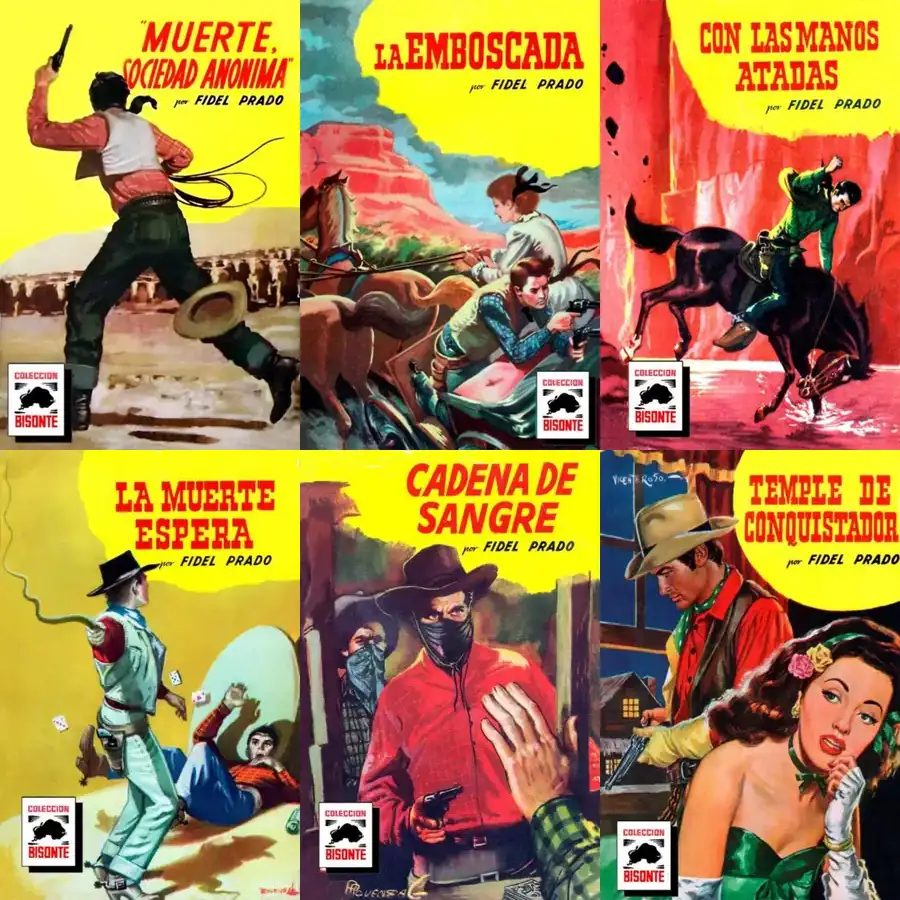 "MUERTE,
SOCIEDAD ANONIMA"
por FIDEL PRADO
COLECCION
BISONTE
LA EMBOSCADA
por FIDEL PRADO
COLECCION
BISONTE
CON LAS MANOS
ATADAS
por FIDEL PRADO
COLECCION
BISONTE
LA MUERTE
ESPERA
por FIDEL PRADO
COLECCION
BISONTE
CADENA DE
SANGRE
por FIDEL PRADO
COLECCION
BISONTE
VICENTE ROSO.
TEMPLE DE
CONQUISTADOR
por FIDEL PRADO
COLECCION
BISONTE